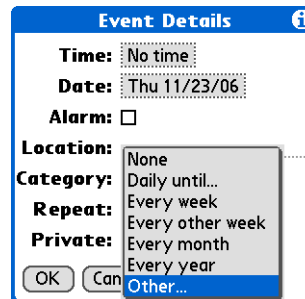 Event Details
Time: No time
Date: Thu 11/23/06
Alarm:
Location:
None
Category: Daily until...
Every week
Repeat: Every other week
Private: Every month
Every year
OK Can Other...